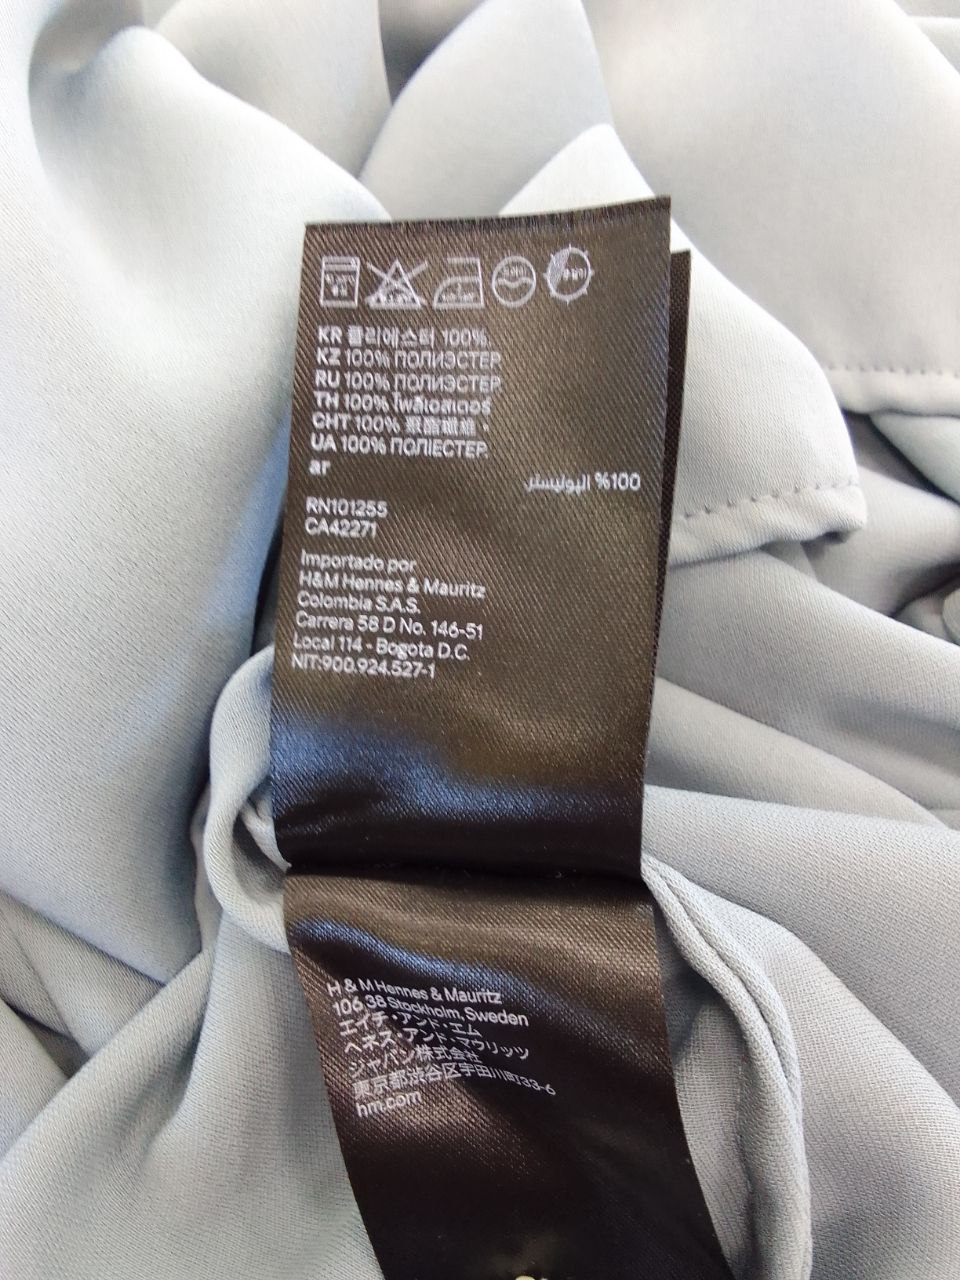 KR 폴리에스터 100%.
KZ 100% ПОЛИЭСТЕР
RU 100% ПОЛИЭСТЕР
TH 100% โพลีเอสเตอร์
CHT 100% 聚酯纖維。
UA 100% ПОЛІЕСТЕР.
ar
%100 البوليستر
RN101255
CA42271
Importado por
H&M Hennes & Mauritz
Colombia S.A.S.
Carrera 58 D No. 146-51
Local 114 - Bogota D.C.
NIT:900.924.527-1
H & M Hennes & Mauritz
106 38 Stockholm, Sweden
エイチ・アンド・エム
ヘネス・アンド・マウリッツ
ジャパン株式会社
東京都渋谷区宇田川町33-6
hm.com